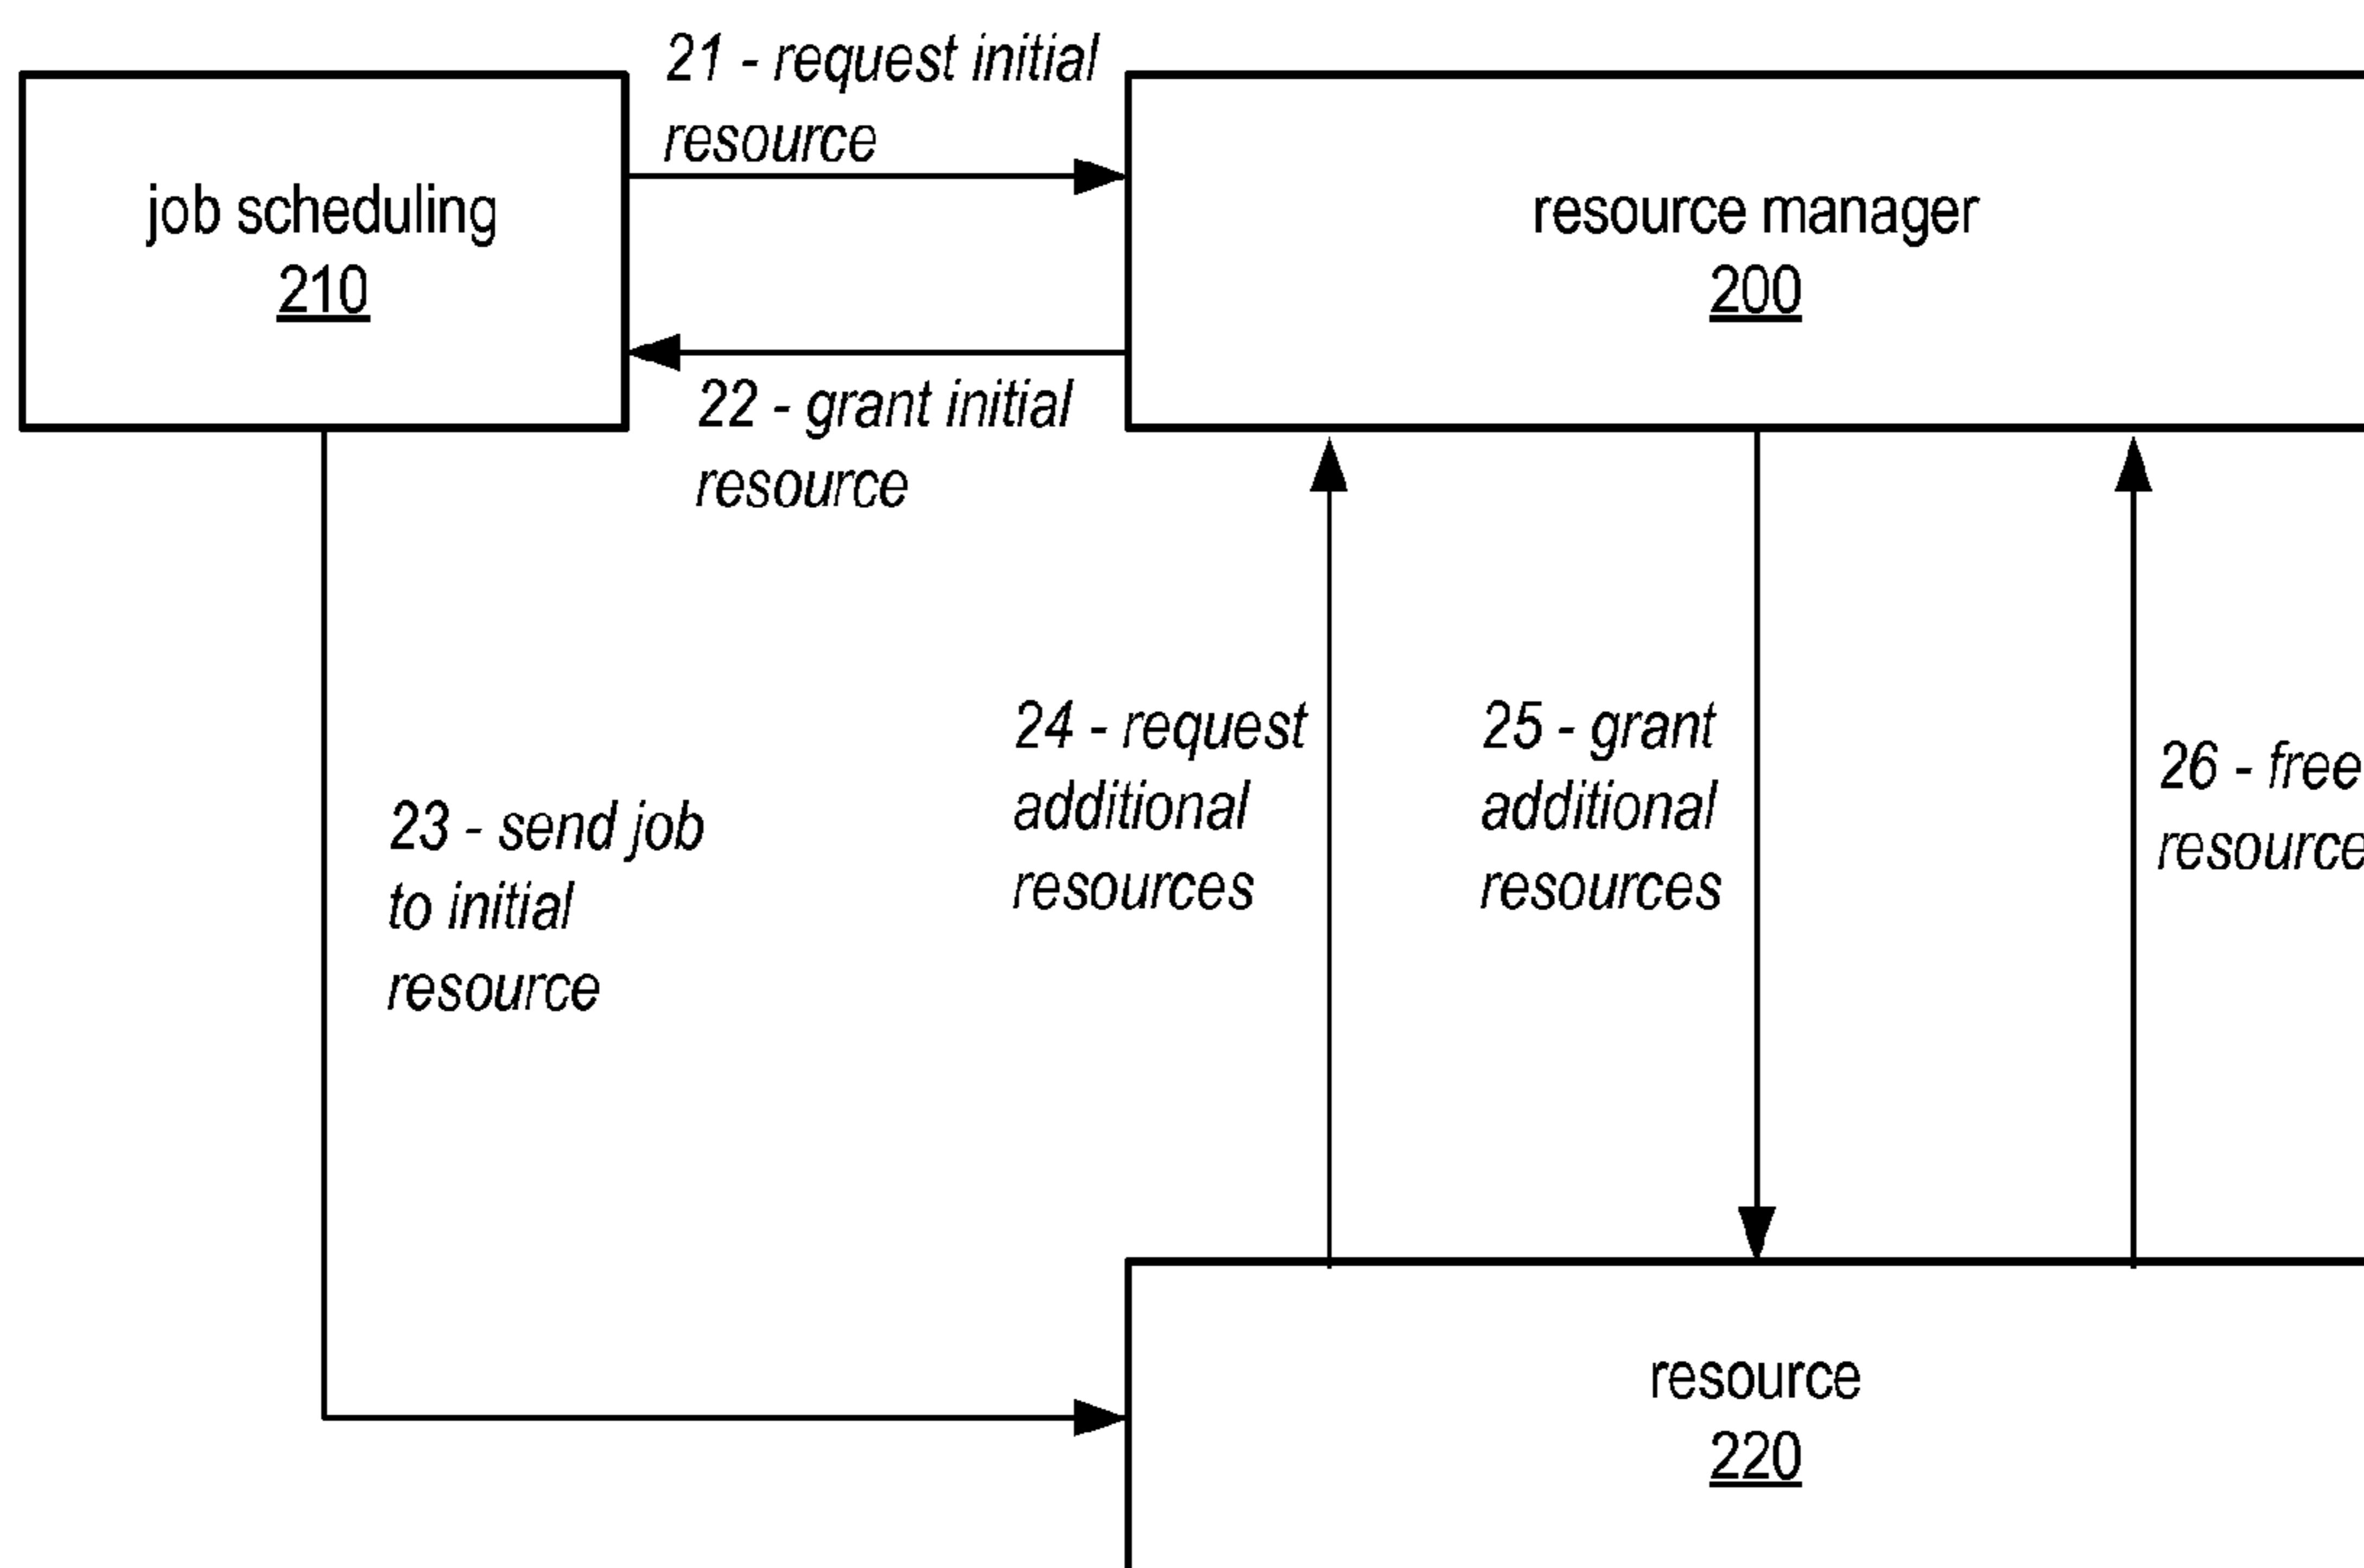 21 - request initial
resource
job scheduling
210
resource manager
200
22 - grant initial
resource
23 - send job
to initial
resource
24 - request
additional
resources
25 - grant
additional
resources
26 - free
resource
resource
220